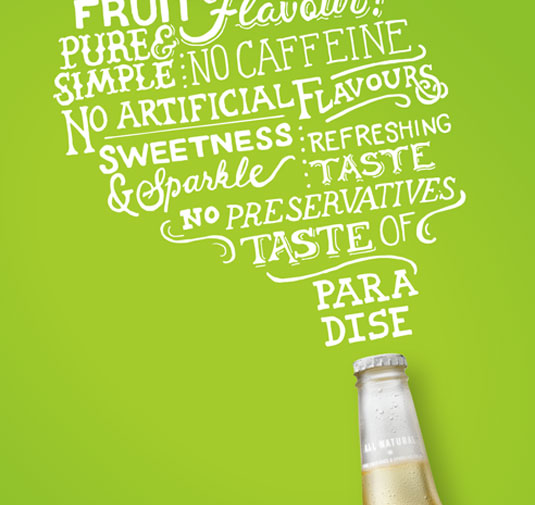 FRUIT Flavour!
PURE & NO CAFFEINE
SIMPLE
NO ARTIFICIAL FLAVOURS
SWEETNESS REFRESHING
& Sparkle TASTE
NO PRESERVATIVES
TASTE OF
PARA
DISE
ALL NATURAL